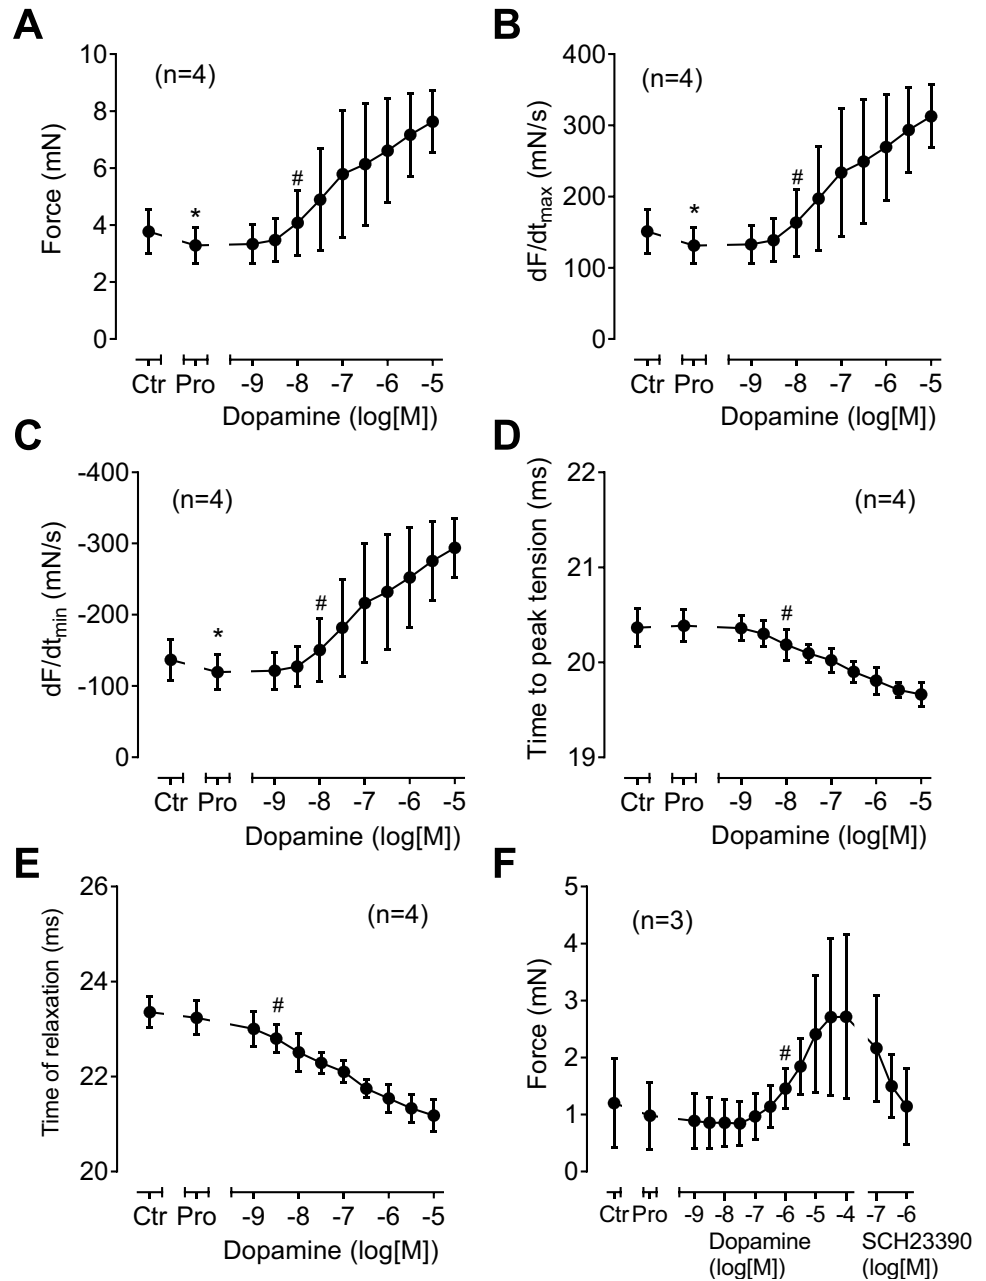 A
10
8
6
4
2
0
Force (mN)
(n=4)
*
#
Ctr Pro -9 -8 -7 -6 -5
Dopamine (log[M])
B
400
300
200
100
0
dF/dtmax (mN/s)
(n=4)
*
#
Ctr Pro -9 -8 -7 -6 -5
Dopamine (log[M])
C
-400
-300
-200
-100
0
dF/dtmin (mN/s)
(n=4)
*
#
Ctr Pro -9 -8 -7 -6 -5
Dopamine (log[M])
D
22
21
20
19
Time to peak tension (ms)
(n=4)
#
Ctr Pro -9 -8 -7 -6 -5
Dopamine (log[M])
E
26
24
22
20
Time of relaxation (ms)
(n=4)
#
Ctr Pro -9 -8 -7 -6 -5
Dopamine (log[M])
F
5
4
3
2
1
0
Force (mN)
(n=3)
#
Ctr Pro -9 -8 -7 -6 -5 -4 -7 -6
Dopamine
(log[M])
SCH23390
(log[M])